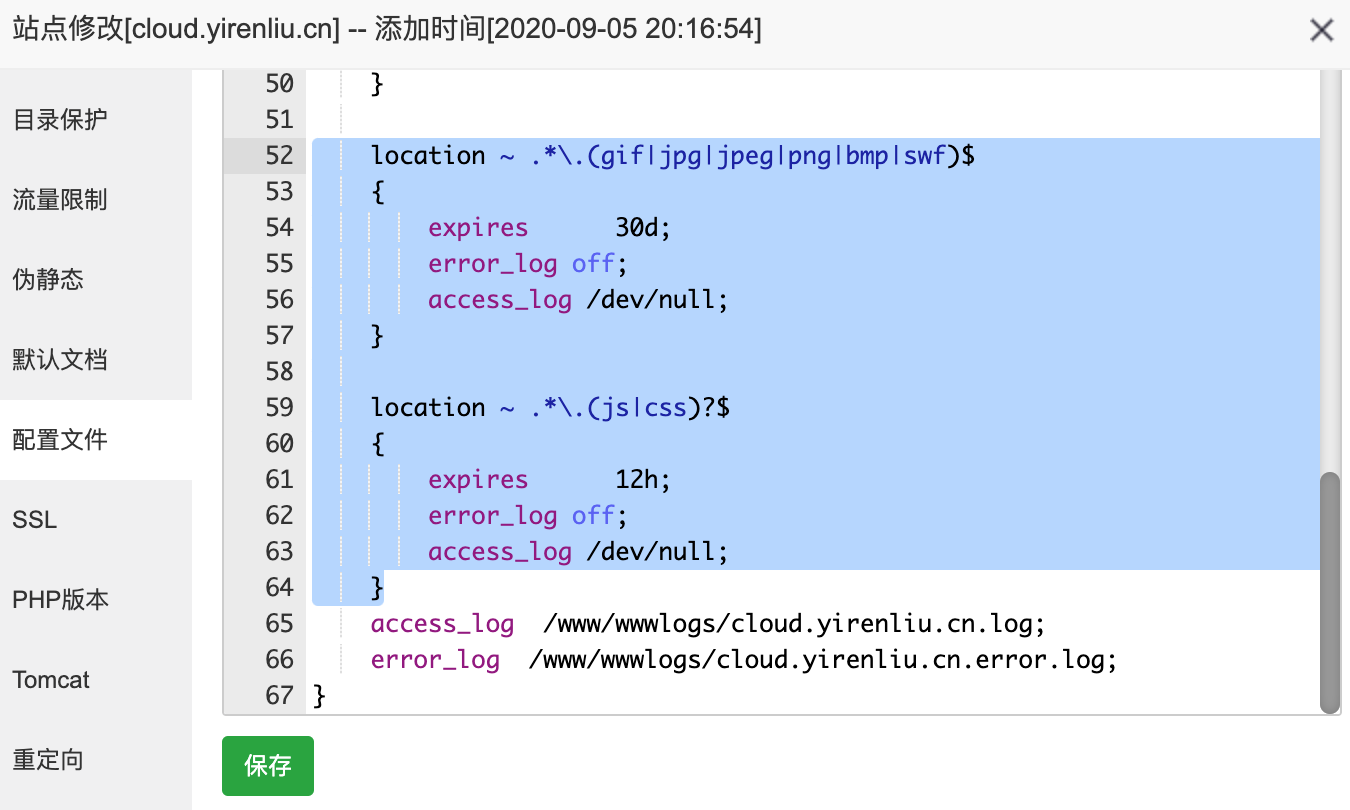 站点修改[cloud.yirenliu.cn] -- 添加时间[2020-09-05 20:16:54]
目录保护
流量限制
伪静态
默认文档
配置文件
SSL
PHP版本
Tomcat
重定向
50 }
51
52 location ~ .*\.(gif|jpg|jpeg|png|bmp|swf)$
53 {
54 expires 30d;
55 error_log off;
56 access_log /dev/null;
57 }
58
59 location ~ .*\.(js|css)?$
60 {
61 expires 12h;
62 error_log off;
63 access_log /dev/null;
64 }
65 access_log /www/wwwlogs/cloud.yirenliu.cn.log;
66 error_log /www/wwwlogs/cloud.yirenliu.cn.error.log;
67 }
保存